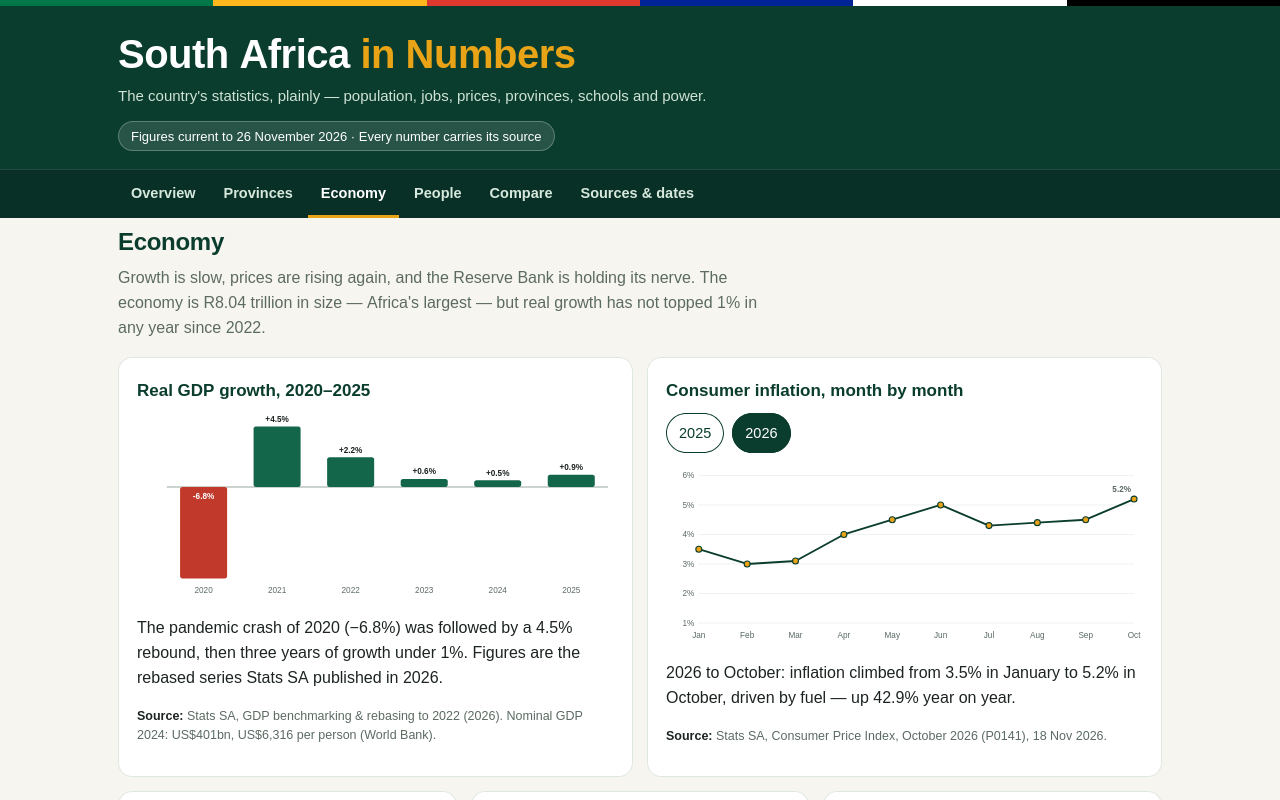 South Africa in Numbers
The country's statistics, plainly — population, jobs, prices, provinces, schools and power.
Figures current to 26 November 2026 · Every number carries its source
Overview Provinces Economy People Compare Sources & dates
Economy
Growth is slow, prices are rising again, and the Reserve Bank is holding its nerve. The
economy is R8.04 trillion in size — Africa's largest — but real growth has not topped 1% in
any year since 2022.
Real GDP growth, 2020–2025
+4.5%
+2.2%
+0.6%
+0.5%
+0.9%
-6.8%
2020 2021 2022 2023 2024 2025
The pandemic crash of 2020 (−6.8%) was followed by a 4.5%
rebound, then three years of growth under 1%. Figures are the
rebased series Stats SA published in 2026.
Source: Stats SA, GDP benchmarking & rebasing to 2022 (2026). Nominal GDP
2024: US$401bn, US$6,316 per person (World Bank).
Consumer inflation, month by month
2025 2026
6%
5.2%
5%
4%
3%
2%
1%
Jan Feb Mar Apr May Jun Jul Aug Sep Oct
2026 to October: inflation climbed from 3.5% in January to 5.2% in
October, driven by fuel — up 42.9% year on year.
Source: Stats SA, Consumer Price Index, October 2026 (P0141), 18 Nov 2026.